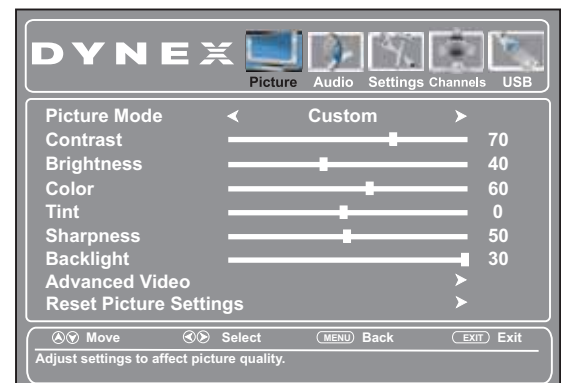 DYNEX
Picture Audio Settings Channels USB
Picture Mode Custom
Contrast 70
Brightness 40
Color 60
Tint 0
Sharpness 50
Backlight 30
Advanced Video
Reset Picture Settings
Move Select MENU Back EXIT Exit
Adjust settings to affect picture quality.